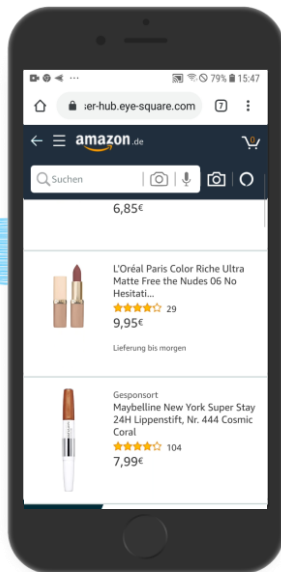 79% 15:47
ser-hub.eye-square.com 7
amazon.de
0
Suchen
6,85€
L'Oréal Paris Color Riche Ultra
Matte Free the Nudes 06 No
Hesitati...
29
9,95€
Lieferung bis morgen
Gesponsort
Maybelline New York Super Stay
24H Lippenstift, Nr. 444 Cosmic
Coral
104
7,99€